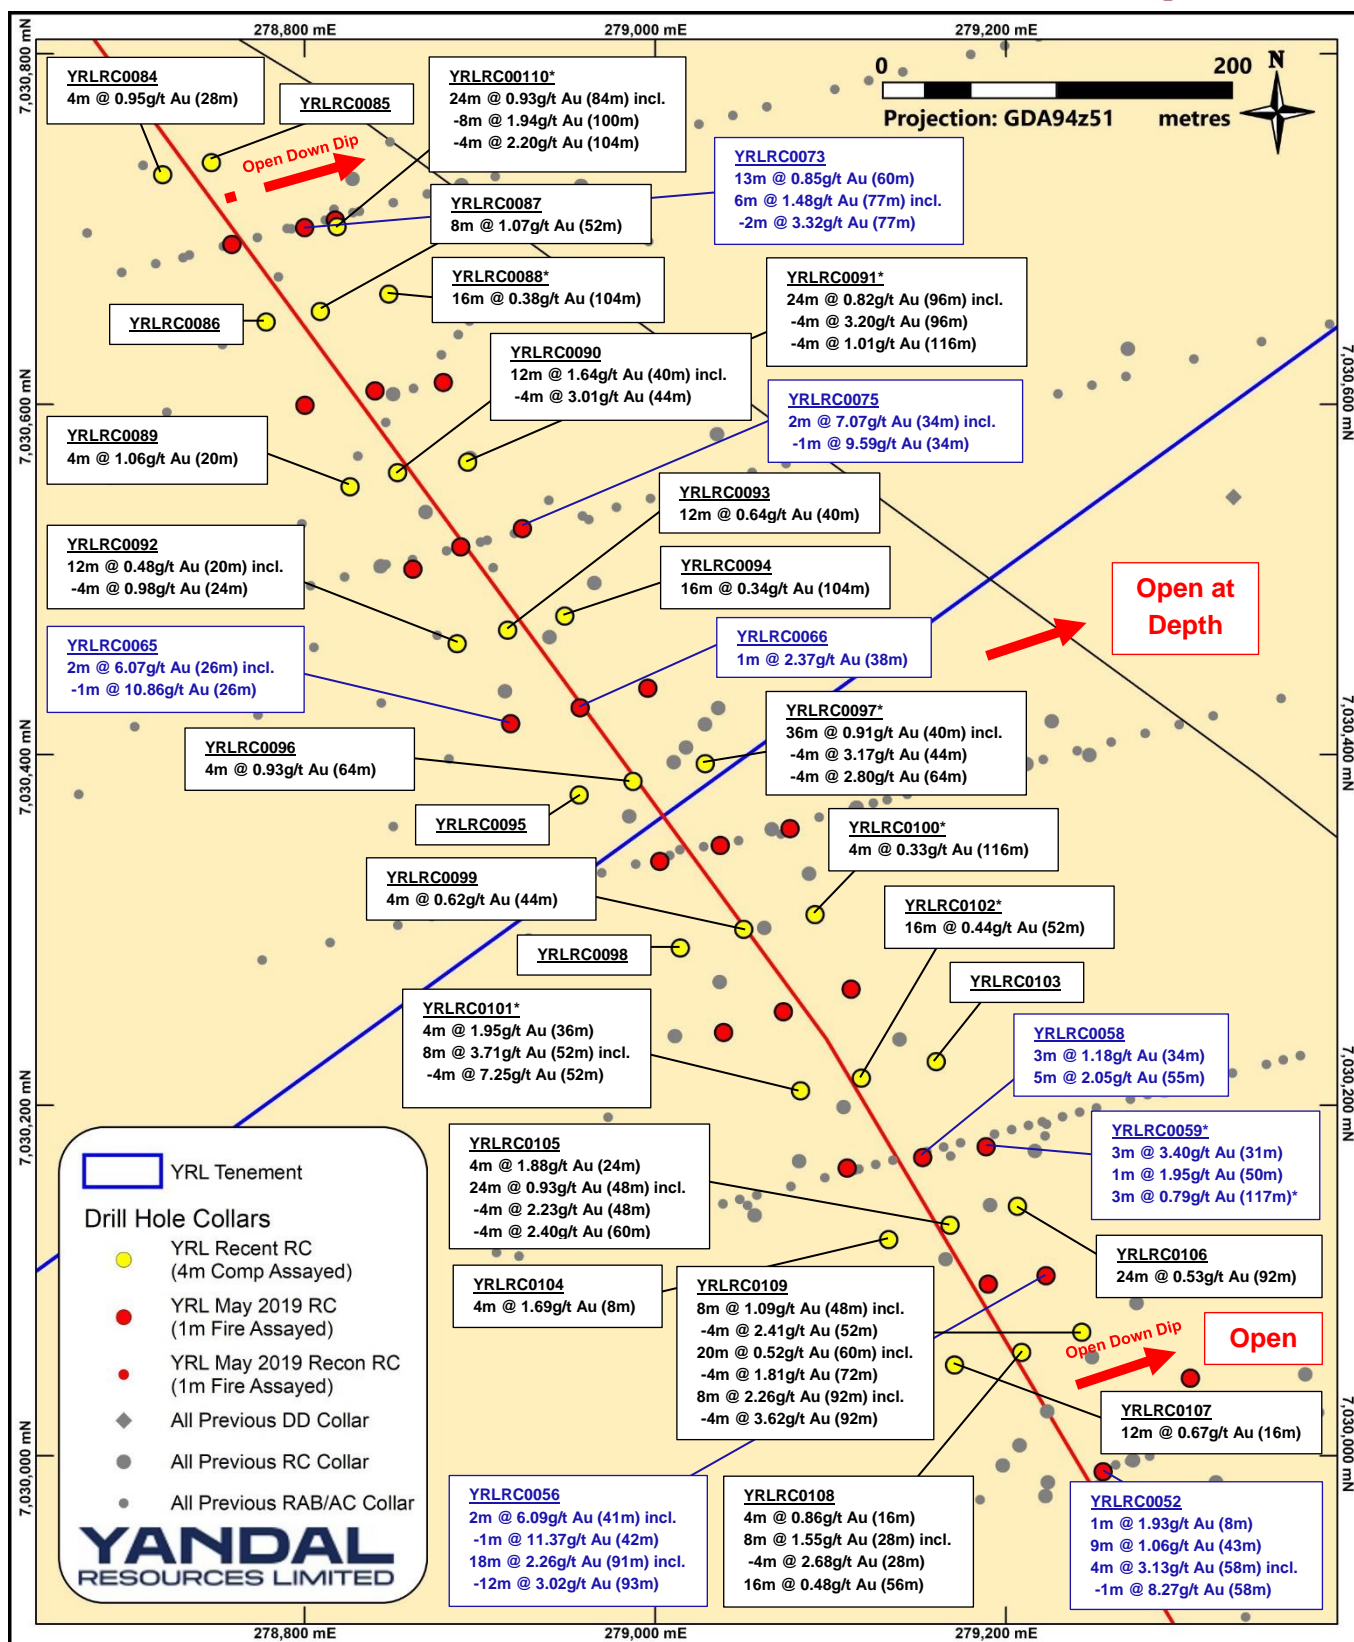 278,800 mE
279,000 mE
279,200 mE
7,030,800 mN
7,030,600 mN
7,030,400 mN
7,030,200 mN
7,030,000 mN
0
200
N
Projection: GDA94z51
metres
YRLRC0084
4m @ 0.95g/t Au (28m)
YRLRC0085
Open Down Dip
YRLRC00110*
24m @ 0.93g/t Au (84m) incl.
-8m @ 1.94g/t Au (100m)
-4m @ 2.20g/t Au (104m)
YRLRC0073
13m @ 0.85g/t Au (60m)
6m @ 1.48g/t Au (77m) incl.
-2m @ 3.32g/t Au (77m)
YRLRC0087
8m @ 1.07g/t Au (52m)
YRLRC0088*
16m @ 0.38g/t Au (104m)
YRLRC0091*
24m @ 0.82g/t Au (96m) incl.
-4m @ 3.20g/t Au (96m)
-4m @ 1.01g/t Au (116m)
YRLRC0086
YRLRC0090
12m @ 1.64g/t Au (40m) incl.
-4m @ 3.01g/t Au (44m)
YRLRC0075
2m @ 7.07g/t Au (34m) incl.
-1m @ 9.59g/t Au (34m)
7,030,600 mN
YRLRC0089
4m @ 1.06g/t Au (20m)
YRLRC0093
12m @ 0.64g/t Au (40m)
YRLRC0092
12m @ 0.48g/t Au (20m) incl.
-4m @ 0.98g/t Au (24m)
YRLRC0094
16m @ 0.34g/t Au (104m)
Open at
Depth
YRLRC0065
2m @ 6.07g/t Au (26m) incl.
-1m @ 10.86g/t Au (26m)
YRLRC0066
1m @ 2.37g/t Au (38m)
YRLRC0097*
36m @ 0.91g/t Au (40m) incl.
-4m @ 3.17g/t Au (44m)
-4m @ 2.80g/t Au (64m)
YRLRC0096
4m @ 0.93g/t Au (64m)
7,030,400 mN
YRLRC0095
YRLRC0100*
4m @ 0.33g/t Au (116m)
YRLRC0099
4m @ 0.62g/t Au (44m)
YRLRC0102*
16m @ 0.44g/t Au (52m)
YRLRC0098
YRLRC0103
YRLRC0101*
4m @ 1.95g/t Au (36m)
8m @ 3.71g/t Au (52m) incl.
-4m @ 7.25g/t Au (52m)
YRLRC0058
3m @ 1.18g/t Au (34m)
5m @ 2.05g/t Au (55m)
7,030,200 mN
YRLRC0059*
3m @ 3.40g/t Au (31m)
1m @ 1.95g/t Au (50m)
3m @ 0.79g/t Au (117m)*
YRLRC0105
4m @ 1.88g/t Au (24m)
24m @ 0.93g/t Au (48m) incl.
-4m @ 2.23g/t Au (48m)
-4m @ 2.40g/t Au (60m)
YRLRC0106
24m @ 0.53g/t Au (92m)
YRLRC0104
4m @ 1.69g/t Au (8m)
YRLRC0109
8m @ 1.09g/t Au (48m) incl.
-4m @ 2.41g/t Au (52m)
20m @ 0.52g/t Au (60m) incl.
-4m @ 1.81g/t Au (72m)
8m @ 2.26g/t Au (92m) incl.
-4m @ 3.62g/t Au (92m)
Open Down Dip
Open
YRLRC0107
12m @ 0.67g/t Au (16m)
7,030,000 mN
YRLRC0056
2m @ 6.09g/t Au (41m) incl.
-1m @ 11.37g/t Au (42m)
18m @ 2.26g/t Au (91m) incl.
-12m @ 3.02g/t Au (93m)
YRLRC0108
4m @ 0.86g/t Au (16m)
8m @ 1.55g/t Au (28m) incl.
-4m @ 2.68g/t Au (28m)
16m @ 0.48g/t Au (56m)
YRLRC0052
1m @ 1.93g/t Au (8m)
9m @ 1.06g/t Au (43m)
4m @ 3.13g/t Au (58m) incl.
-1m @ 8.27g/t Au (58m)
YRL Tenement
Drill Hole Collars
YRL Recent RC
(4m Comp Assayed)
YRL May 2019 RC
(1m Fire Assayed)
YRL May 2019 Recon RC
(1m Fire Assayed)
All Previous DD Collar
All Previous RC Collar
All Previous RAB/AC Collar
YANDAL
RESOURCES LIMITED
278,800 mE
279,000 mE
279,200 mE